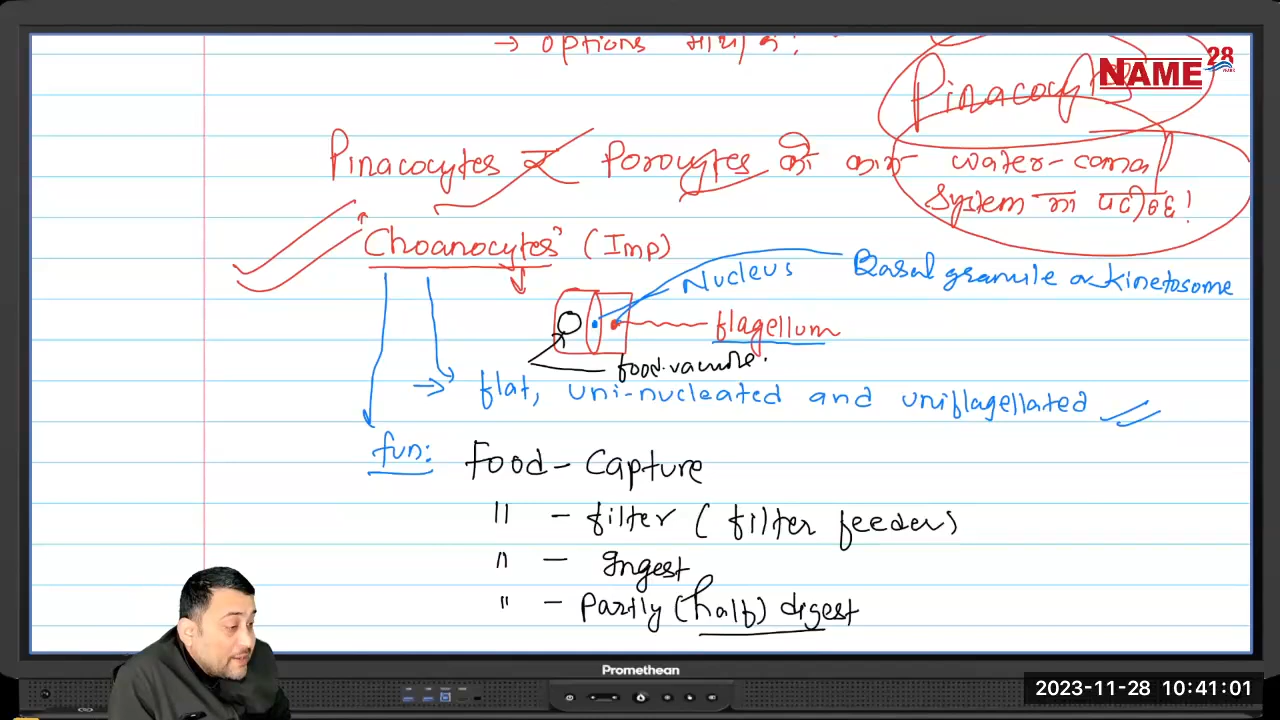 → options
NAME 28
Pinacocytes
Pinacocytes र Porocytes को काम water-canal
system मा पढीन्छ!
"Choanocytes" (Imp)
Nucleus
Basal granule or kinetosome
flagellum
food vacuole.
→ flat, uni-nucleated and uniflagellated
fun: Food - Capture
" - filter (filter feeders)
" - Ingest
" - Partly (half) digest
Promethean
2023-11-28 10:41:01